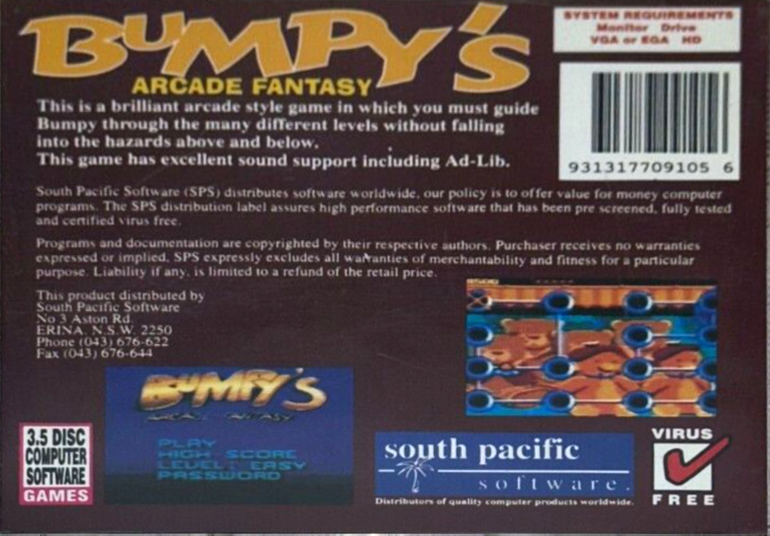 BUMPY'S
ARCADE FANTASY
This is a brilliant arcade style game in which you must guide
Bumpy through the many different levels without falling
into the hazards above and below.
This game has excellent sound support including Ad-Lib.
SYSTEM REQUIREMENTS
Monitor Drive
VGA or EGA HD
931317709105 6
South Pacific Software (SPS) distributes software worldwide, our policy is to offer value for money computer
programs. The SPS distribution label assures high performance software that has been pre screened, fully tested
and certified virus free.
Programs and documentation are copyrighted by their respective authors. Purchaser receives no warranties
expressed or implied. SPS expressly excludes all warranties of merchantability and fitness for a particular
purpose. Liability if any, is limited to a refund of the retail price.
This product distributed by
South Pacific Software
No 3 Aston Rd.
ERINA. N.S.W. 2250
Phone (043) 676-622
Fax (043) 676-644
BUMPY'S
ARCADE FANTASY
PLAY
HIGH SCORE
LEVEL: EASY
PASSWORD
3.5 DISC
COMPUTER
SOFTWARE
GAMES
south pacific
software.
Distributors of quality computer products worldwide.
VIRUS
FREE